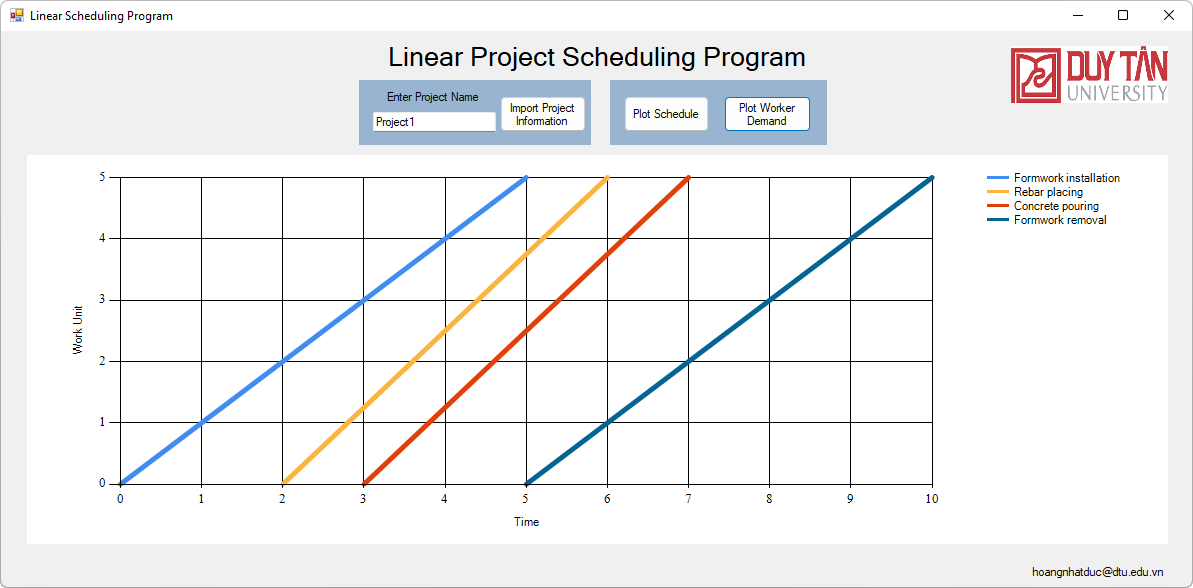 Linear Scheduling Program
Linear Project Scheduling Program
DUY TÂN
UNIVERSITY
Enter Project Name
Project1
Import Project
Information
Plot Schedule
Plot Worker
Demand
Formwork installation
Rebar placing
Concrete pouring
Formwork removal
5
4
3
2
1
0
Work Unit
0 1 2 3 4 5 6 7 8 9 10
Time
hoangnhatduc@dtu.edu.vn